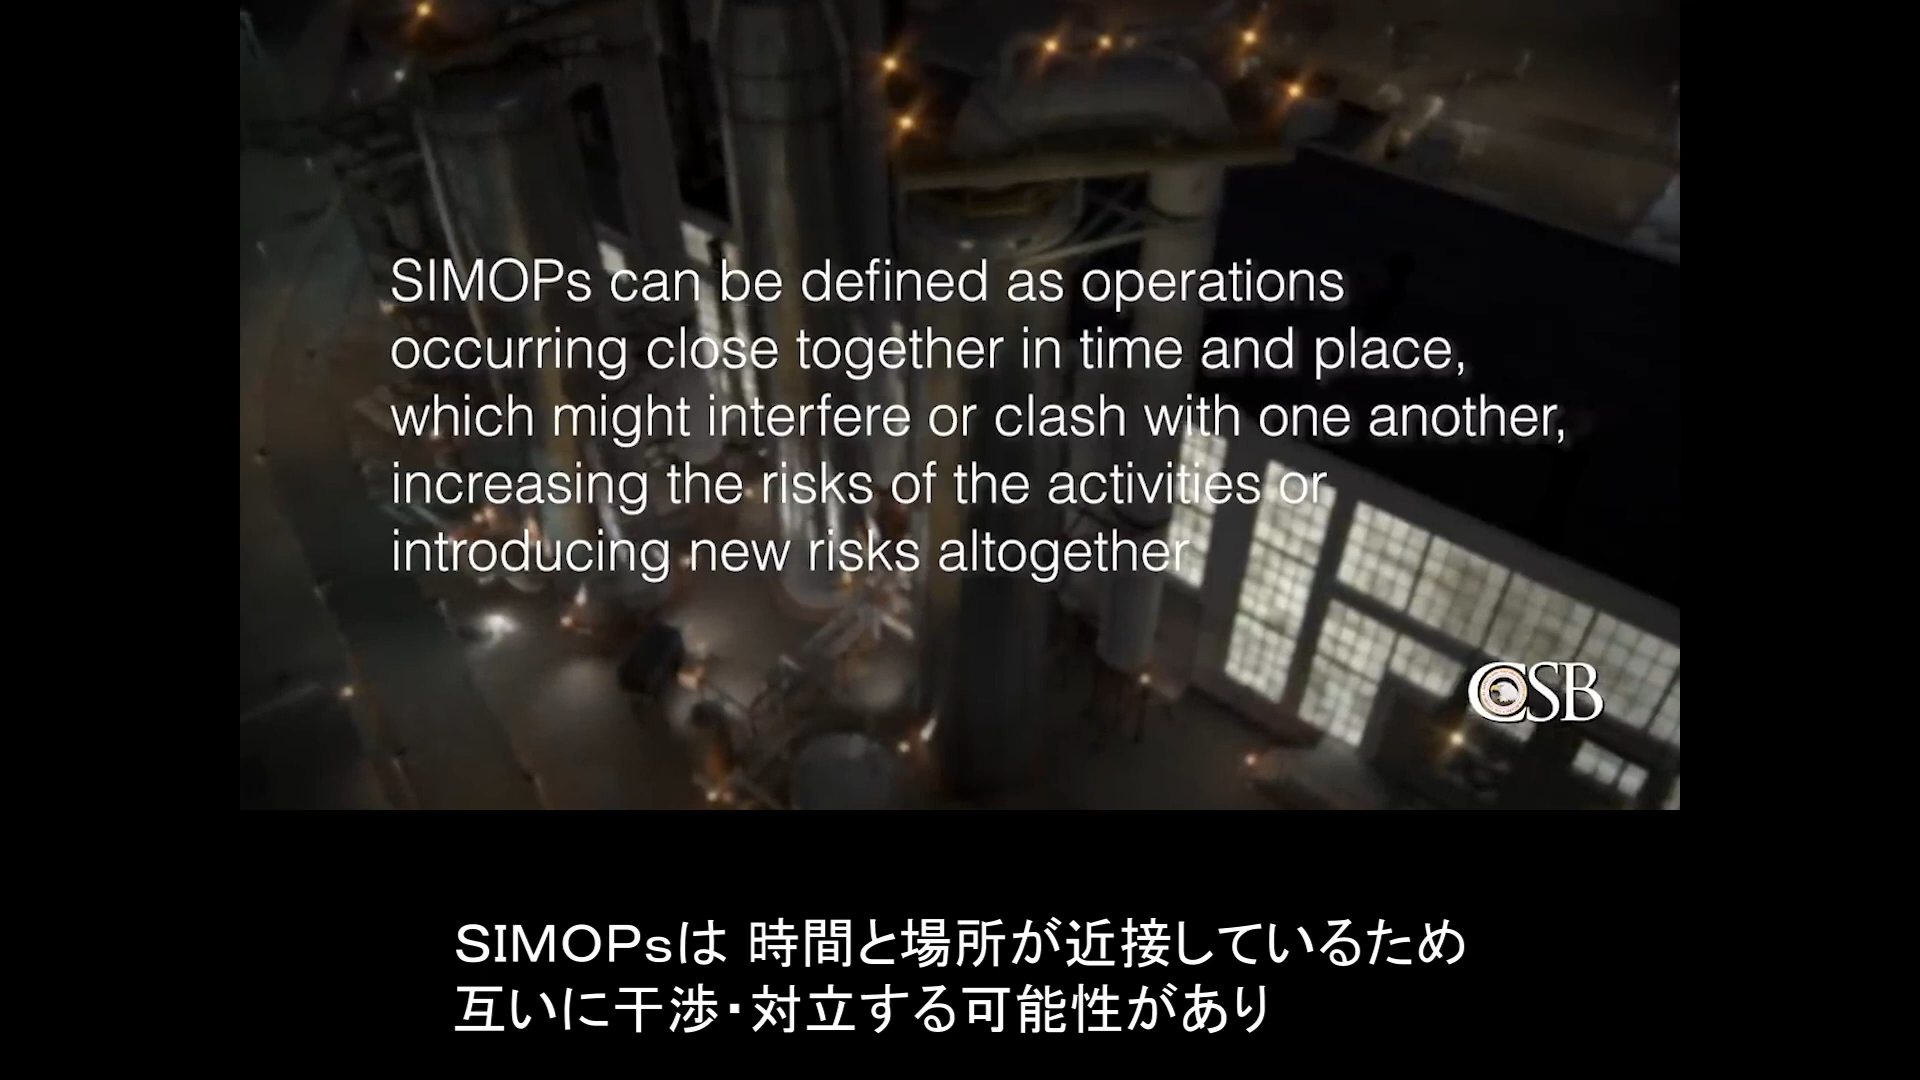 SIMOPs can be defined as operations
occurring close together in time and place,
which might interfere or clash with one another,
increasing the risks of the activities or
introducing new risks altogether
CSB
SIMOPsは 時間と場所が近接しているため
互いに干渉・対立する可能性があり